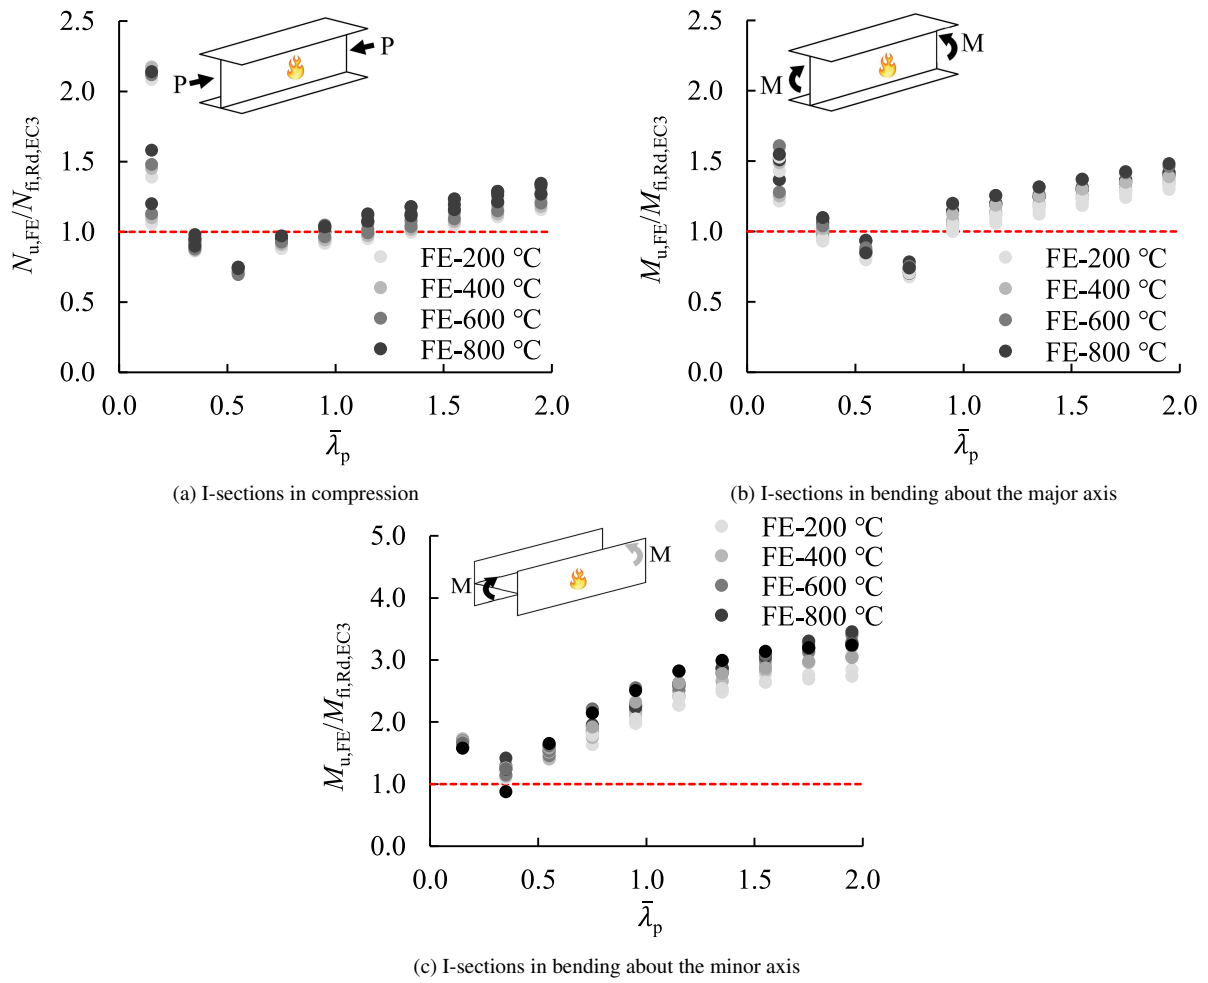 2.5
2.0
1.5
1.0
0.5
0.0
N_u,FE/N_fi,Rd,EC3
P
P
FE-200 °C
FE-400 °C
FE-600 °C
FE-800 °C
0.0 0.5 1.0 1.5 2.0
λ̄_p
(a) I-sections in compression
2.5
2.0
1.5
1.0
0.5
0.0
M_u,FE/M_fi,Rd,EC3
M
M
FE-200 °C
FE-400 °C
FE-600 °C
FE-800 °C
0.0 0.5 1.0 1.5 2.0
λ̄_p
(b) I-sections in bending about the major axis
5.0
4.0
3.0
2.0
1.0
0.0
M_u,FE/M_fi,Rd,EC3
M
M
FE-200 °C
FE-400 °C
FE-600 °C
FE-800 °C
0.0 0.5 1.0 1.5 2.0
λ̄_p
(c) I-sections in bending about the minor axis